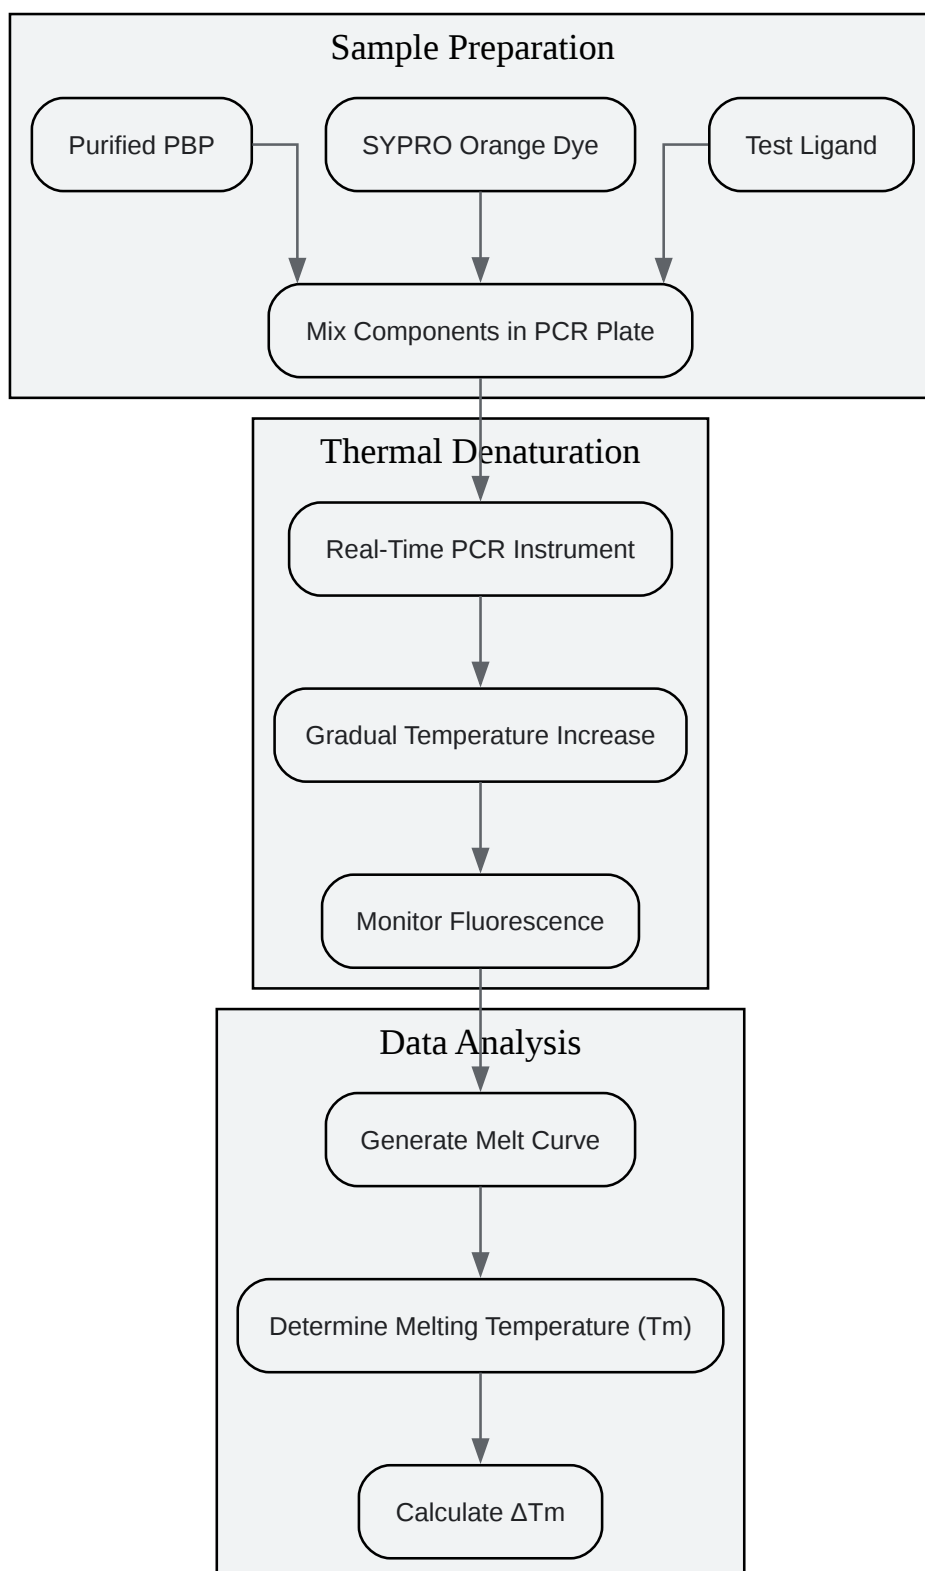 Sample Preparation
Purified PBP
SYPRO Orange Dye
Test Ligand
Mix Components in PCR Plate
Thermal Denaturation
Real-Time PCR Instrument
Gradual Temperature Increase
Monitor Fluorescence
Data Analysis
Generate Melt Curve
Determine Melting Temperature (Tm)
Calculate ΔTm